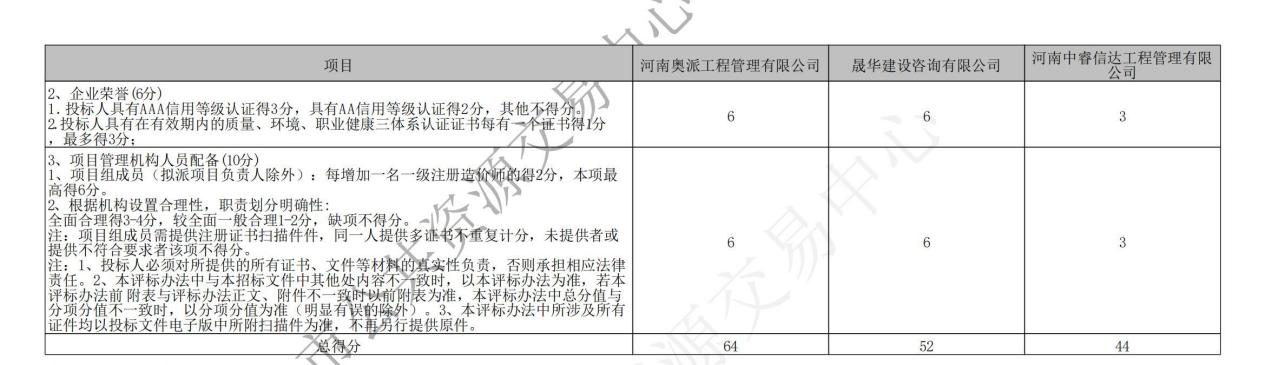 项目 河南奥派工程管理有限公司 晟华建设咨询有限公司 河南中睿信达工程管理有限公司
2、企业荣誉(6分)
1.投标人具有AAA信用等级认证得3分，具有AA信用等级认证得2分，其他不得分。
2.投标人具有在有效期内的质量、环境、职业健康三体系认证证书每有一个证书得1分
，最多得3分；
6 6 3
3、项目管理机构人员配备(10分)
1、项目组成员（拟派项目负责人除外）：每增加一名一级注册造价师的得2分，本项最
高得6分。
2、根据机构设置合理性，职责划分明确性：
全面合理得3-4分，较全面一般合理1-2分，缺项不得分。
注：项目组成员需提供注册证书扫描件件，同一人提供多证书不重复计分，未提供者或
提供不符合要求者该项不得分。
注：1、投标人必须对所提供的所有证书、文件等材料的真实性负责，否则承担相应法律
责任。2、本评标办法中与本招标文件中其他处内容不一致时，以本评标办法为准，若本
评标办法前 附表与评标办法正文、附件不一致时以前附表为准，本评标办法中总分值与
分项分值不一致时，以分项分值为准（明显有误的除外）。3、本评标办法中所涉及所有
证件均以投标文件电子版中所附扫描件为准，不再另行提供原件。
6 6 3
总得分 64 52 44
市公共资源交易中心
源交易中心